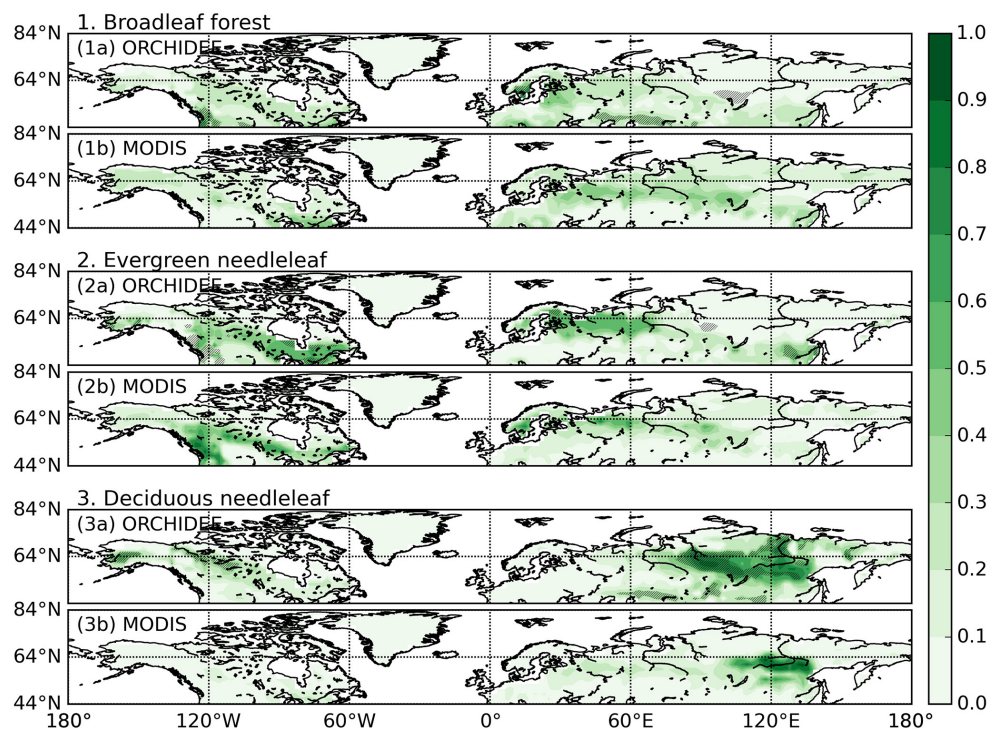 1. Broadleaf forest
84°N
(1a) ORCHIDEE
64°N
84°N
(1b) MODIS
64°N
44°N
2. Evergreen needleleaf
84°N
(2a) ORCHIDEE
64°N
84°N
(2b) MODIS
64°N
44°N
3. Deciduous needleleaf
84°N
(3a) ORCHIDEE
64°N
84°N
(3b) MODIS
64°N
44°N
180° 120°W 60°W 0° 60°E 120°E 180°
1.0
0.9
0.8
0.7
0.6
0.5
0.4
0.3
0.2
0.1
0.0